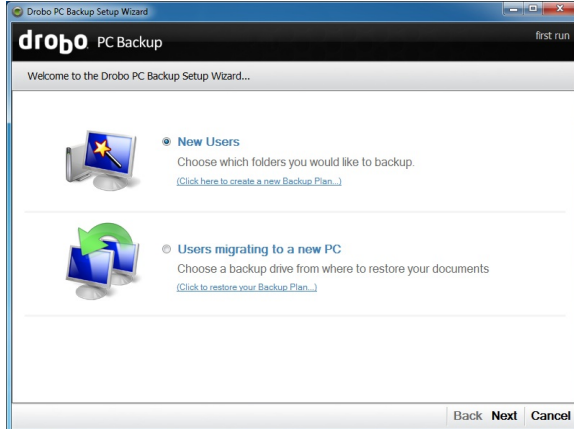 Drobo PC Backup Setup Wizard
drobo PC Backup
first run
Welcome to the Drobo PC Backup Setup Wizard...
New Users
Choose which folders you would like to backup.
(Click here to create a new Backup Plan...)
Users migrating to a new PC
Choose a backup drive from where to restore your documents
(Click to restore your Backup Plan...)
Back Next Cancel